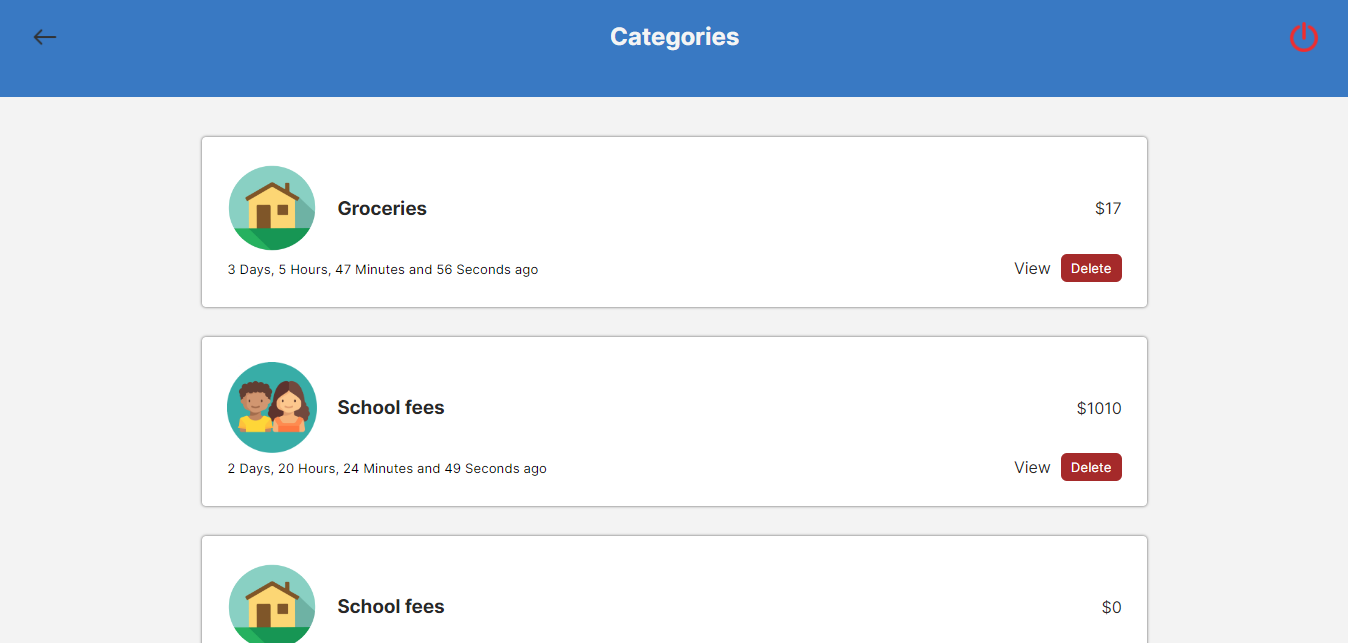 Categories
Groceries
$17
3 Days, 5 Hours, 47 Minutes and 56 Seconds ago
View
Delete
School fees
$1010
2 Days, 20 Hours, 24 Minutes and 49 Seconds ago
View
Delete
School fees
$0